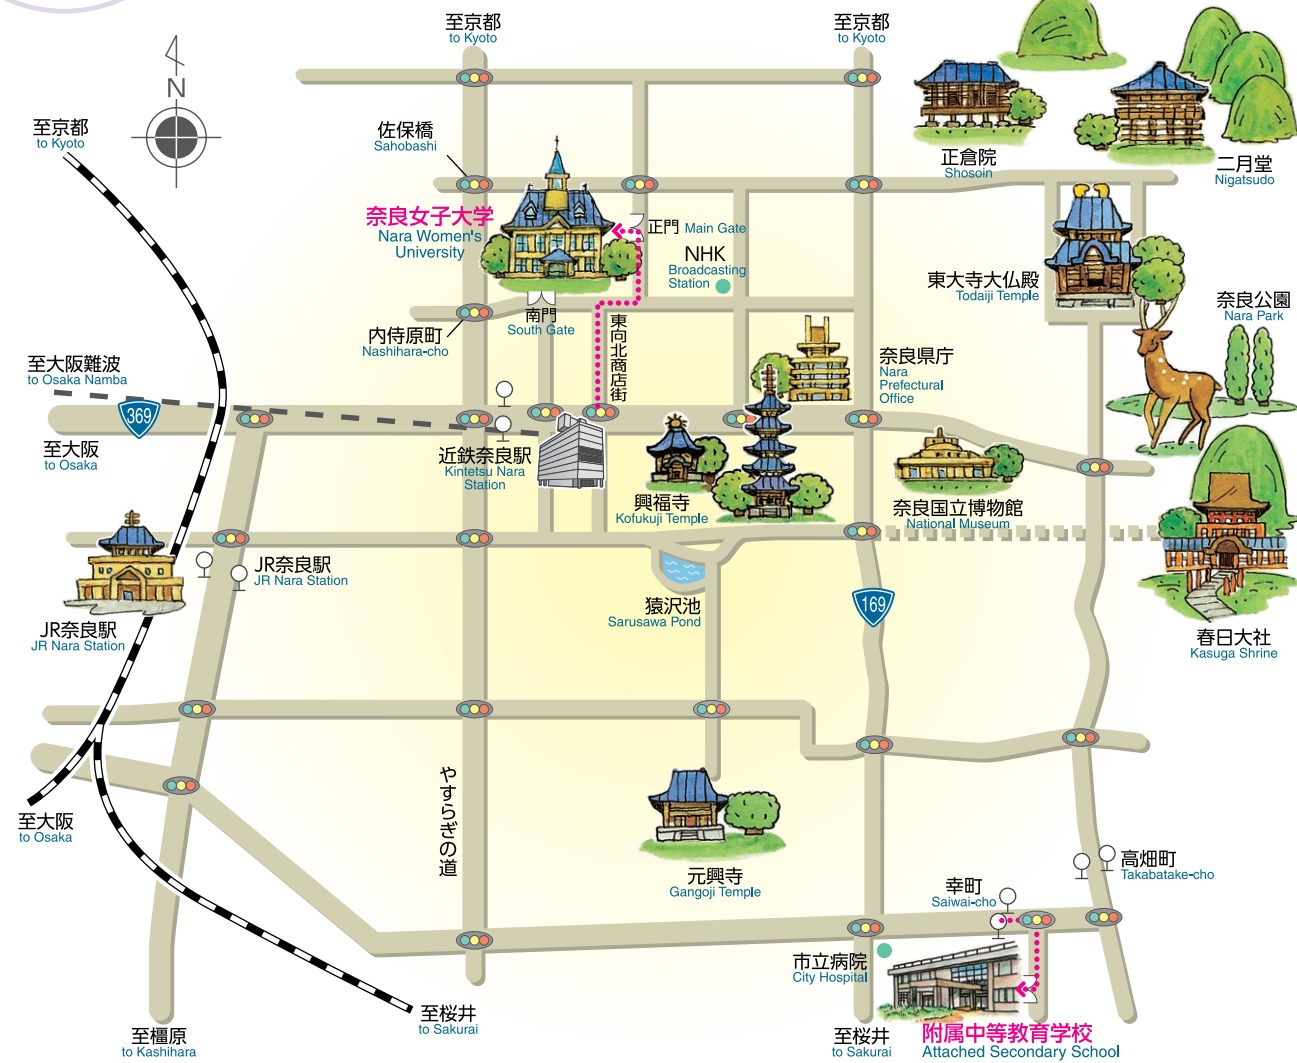 至京都
to Kyoto
至京都
to Kyoto
N
至京都
to Kyoto
佐保橋
Sahobashi
正倉院
Shosoin
二月堂
Nigatsudo
奈良女子大学
Nara Women's
University
正門 Main Gate
NHK
Broadcasting
Station
東大寺大仏殿
Todaiji Temple
奈良公園
Nara Park
南門
South Gate
内侍原町
Nashihara-cho
東向北商店街
奈良県庁
Nara
Prefectural
Office
至大阪難波
to Osaka Namba
369
至大阪
to Osaka
近鉄奈良駅
Kintetsu Nara
Station
興福寺
Kofukuji Temple
奈良国立博物館
National Museum
JR奈良駅
JR Nara Station
JR奈良駅
JR Nara Station
猿沢池
Sarusawa Pond
169
春日大社
Kasuga Shrine
やすらぎの道
至大阪
to Osaka
元興寺
Gangoji Temple
幸町
Saiwai-cho
高畑町
Takabatake-cho
市立病院
City Hospital
至桜井
to Sakurai
至橿原
to Kashihara
至桜井
to Sakurai
附属中等教育学校
Attached Secondary School